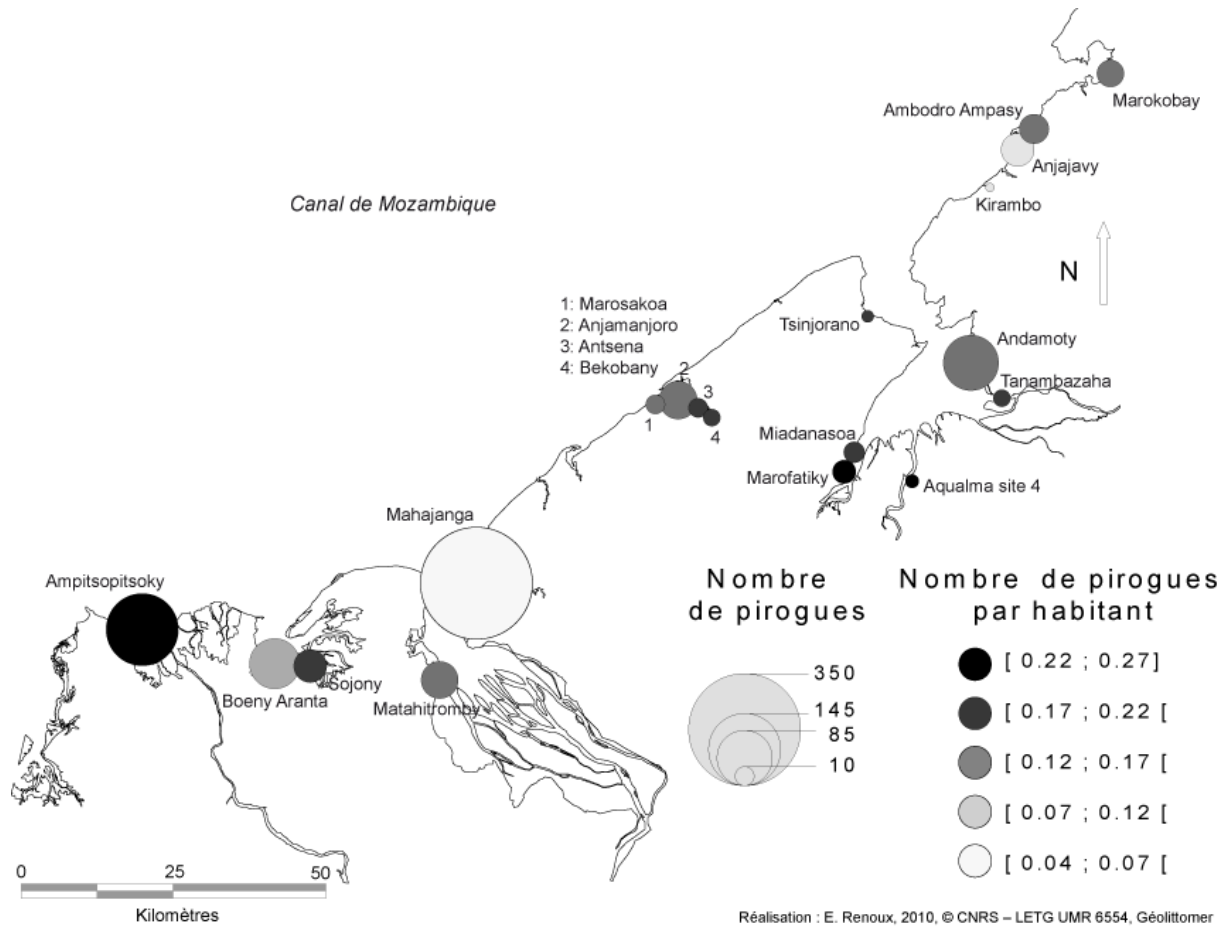 Marokobay
Ambodro Ampasy
Anjajavy
Kirambo
Canal de Mozambique
N
1: Marosakoa
2: Anjamanjoro
3: Antsena
4: Bekobany
Tsinjorano
Andamoty
Tanambazaha
2
3
1
4
Miadanasoa
Marofatiky
Aqualma site 4
Mahajanga
Ampitsopitsoky
Boeny Aranta
Sojony
Matahitromby
Nombre
de pirogues
350
145
85
10
Nombre de pirogues
par habitant
[ 0.22 ; 0.27]
[ 0.17 ; 0.22 [
[ 0.12 ; 0.17 [
[ 0.07 ; 0.12 [
[ 0.04 ; 0.07 [
0 25 50
Kilomètres
Réalisation : E. Renoux, 2010, © CNRS – LETG UMR 6554, Géolittomer